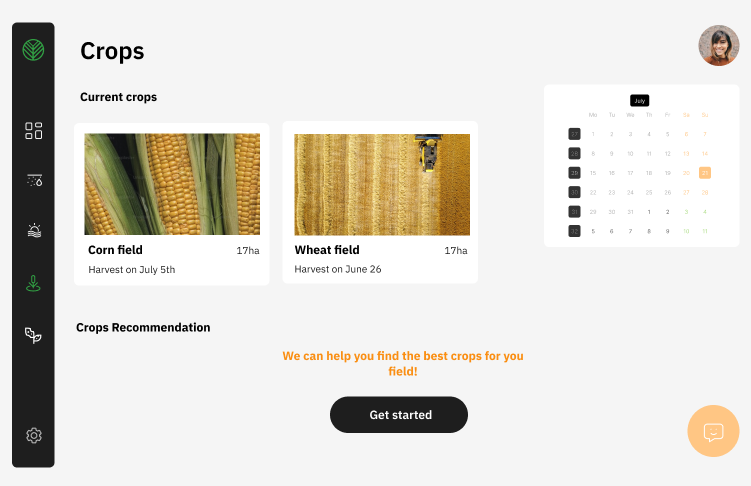 Crops
Current crops
Corn field 17ha
Harvest on July 5th
Wheat field 17ha
Harvest on June 26
July
Mo Tu We Th Fr Sa Su
27 1 2 3 4 5 6 7
28 8 9 10 11 12 13 14
29 15 16 17 18 19 20 21
30 22 23 24 25 26 27 28
31 29 30 31 1 2 3 4
32 5 6 7 8 9 10 11
Crops Recommendation
We can help you find the best crops for you
field!
Get started